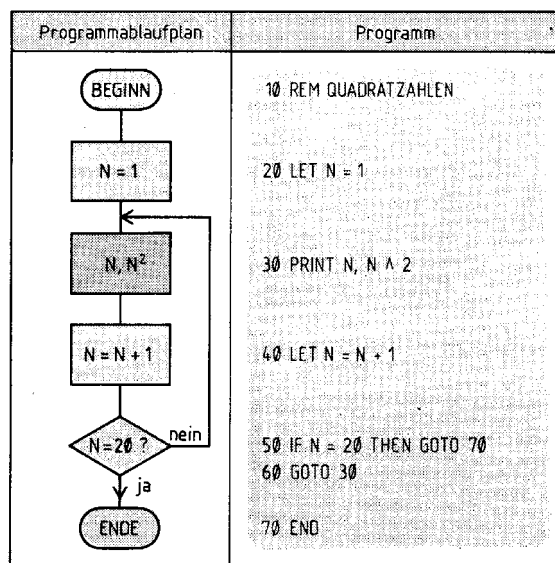 Programmablaufplan
Programm
BEGINN
10 REM QUADRATZAHLEN
N = 1
20 LET N = 1
N, N²
30 PRINT N, N ∧ 2
N = N + 1
40 LET N = N + 1
N = 20 ?
nein
50 IF N = 20 THEN GOTO 70
60 GOTO 30
ja
ENDE
70 END